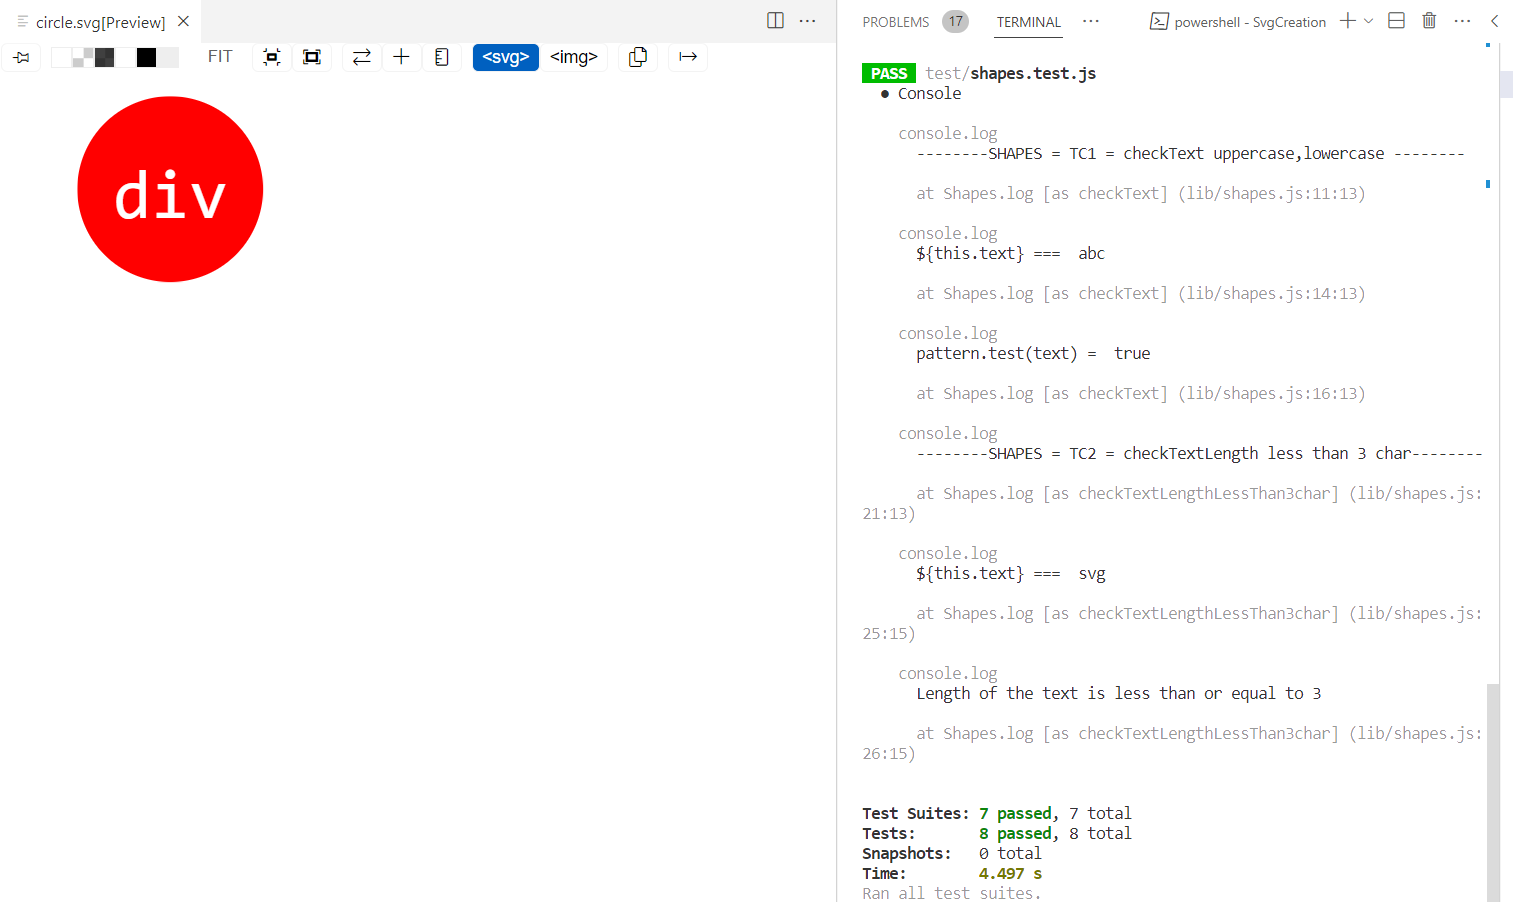 circle.svg[Preview]
FIT
<svg> <img>
div
PROBLEMS 17 TERMINAL powershell - SvgCreation
PASS test/shapes.test.js
● Console
console.log
--------SHAPES = TC1 = checkText uppercase,lowercase --------
at Shapes.log [as checkText] (lib/shapes.js:11:13)
console.log
${this.text} ===  abc
at Shapes.log [as checkText] (lib/shapes.js:14:13)
console.log
pattern.test(text) =  true
at Shapes.log [as checkText] (lib/shapes.js:16:13)
console.log
--------SHAPES = TC2 = checkTextLength less than 3 char--------
at Shapes.log [as checkTextLengthLessThan3char] (lib/shapes.js:
21:13)
console.log
${this.text} ===  svg
at Shapes.log [as checkTextLengthLessThan3char] (lib/shapes.js:
25:15)
console.log
Length of the text is less than or equal to 3
at Shapes.log [as checkTextLengthLessThan3char] (lib/shapes.js:
26:15)
Test Suites: 7 passed, 7 total
Tests:       8 passed, 8 total
Snapshots:   0 total
Time:        4.497 s
Ran all test suites.